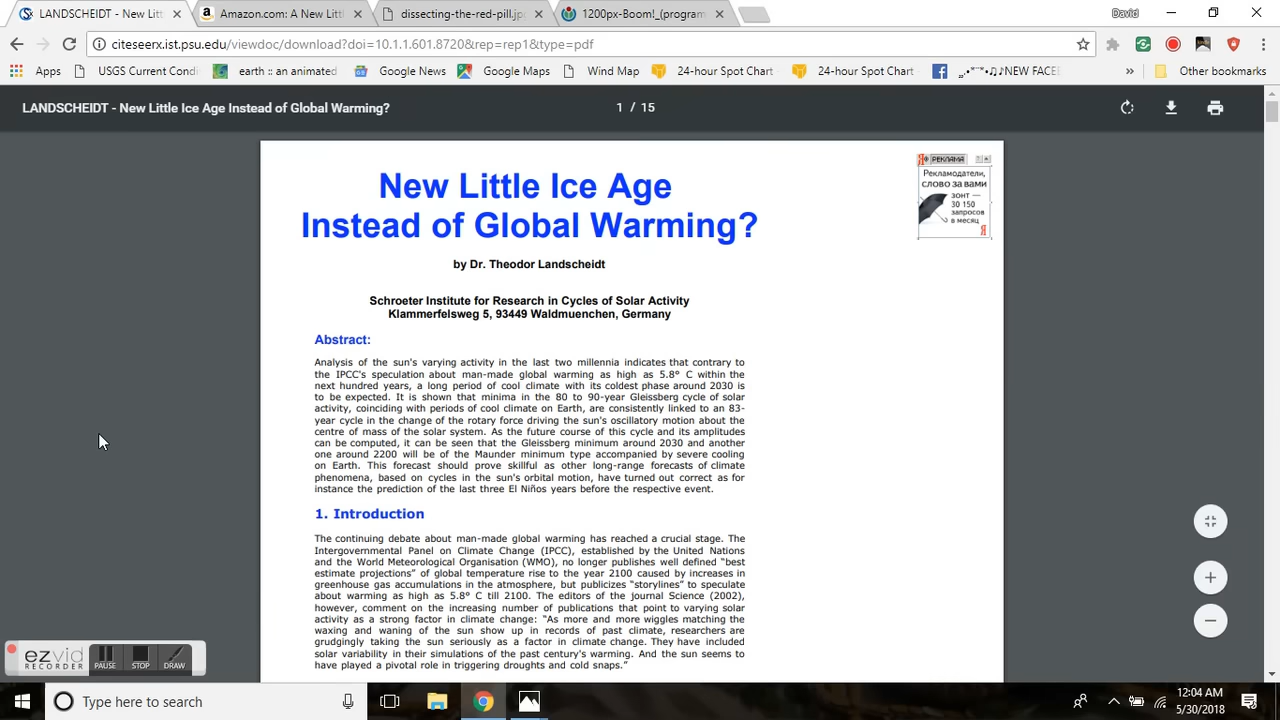 LANDSCHEIDT - New Little
Amazon.com: A New Little
dissecting-the-red-pill.jpg
1200px-Boom!_(program
David
citeseerx.ist.psu.edu/viewdoc/download?doi=10.1.1.601.8720&rep=rep1&type=pdf
Apps
USGS Current Condi
earth :: an animated
Google News
Google Maps
Wind Map
24-hour Spot Chart
24-hour Spot Chart
NEW FACE
»
Other bookmarks
LANDSCHEIDT - New Little Ice Age Instead of Global Warming?
1 / 15
New Little Ice Age
Instead of Global Warming?
by Dr. Theodor Landscheidt
Schroeter Institute for Research in Cycles of Solar Activity
Klammerfelsweg 5, 93449 Waldmuenchen, Germany
РЕКЛАМА
Рекламодатели,
слово за вами
зонт —
30 150
запросов
в месяц
Я
Abstract:
Analysis of the sun's varying activity in the last two millennia indicates that contrary to
the IPCC's speculation about man-made global warming as high as 5.8° C within the
next hundred years, a long period of cool climate with its coldest phase around 2030 is
to be expected. It is shown that minima in the 80 to 90-year Gleissberg cycle of solar
activity, coinciding with periods of cool climate on Earth, are consistently linked to an 83-
year cycle in the change of the rotary force driving the sun's oscillatory motion about the
centre of mass of the solar system. As the future course of this cycle and its amplitudes
can be computed, it can be seen that the Gleissberg minimum around 2030 and another
one around 2200 will be of the Maunder minimum type accompanied by severe cooling
on Earth. This forecast should prove skillful as other long-range forecasts of climate
phenomena, based on cycles in the sun's orbital motion, have turned out correct as for
instance the prediction of the last three El Niños years before the respective event.
1. Introduction
The continuing debate about man-made global warming has reached a crucial stage. The
Intergovernmental Panel on Climate Change (IPCC), established by the United Nations
and the World Meteorological Organisation (WMO), no longer publishes well defined "best
estimate projections" of global temperature rise to the year 2100 caused by increases in
greenhouse gas accumulations in the atmosphere, but publicizes "storylines" to speculate
about warming as high as 5.8° C till 2100. The editors of the journal Science (2002),
however, comment on the increasing number of publications that point to varying solar
activity as a strong factor in climate change: "As more and more wiggles matching the
waxing and waning of the sun show up in records of past climate, researchers are
grudgingly taking the sun seriously as a factor in climate change. They have included
solar variability in their simulations of the past century's warming. And the sun seems to
have played a pivotal role in triggering droughts and cold snaps."
ezvid
RECORDER
PAUSE
STOP
DRAW
Type here to search
12:04 AM
5/30/2018